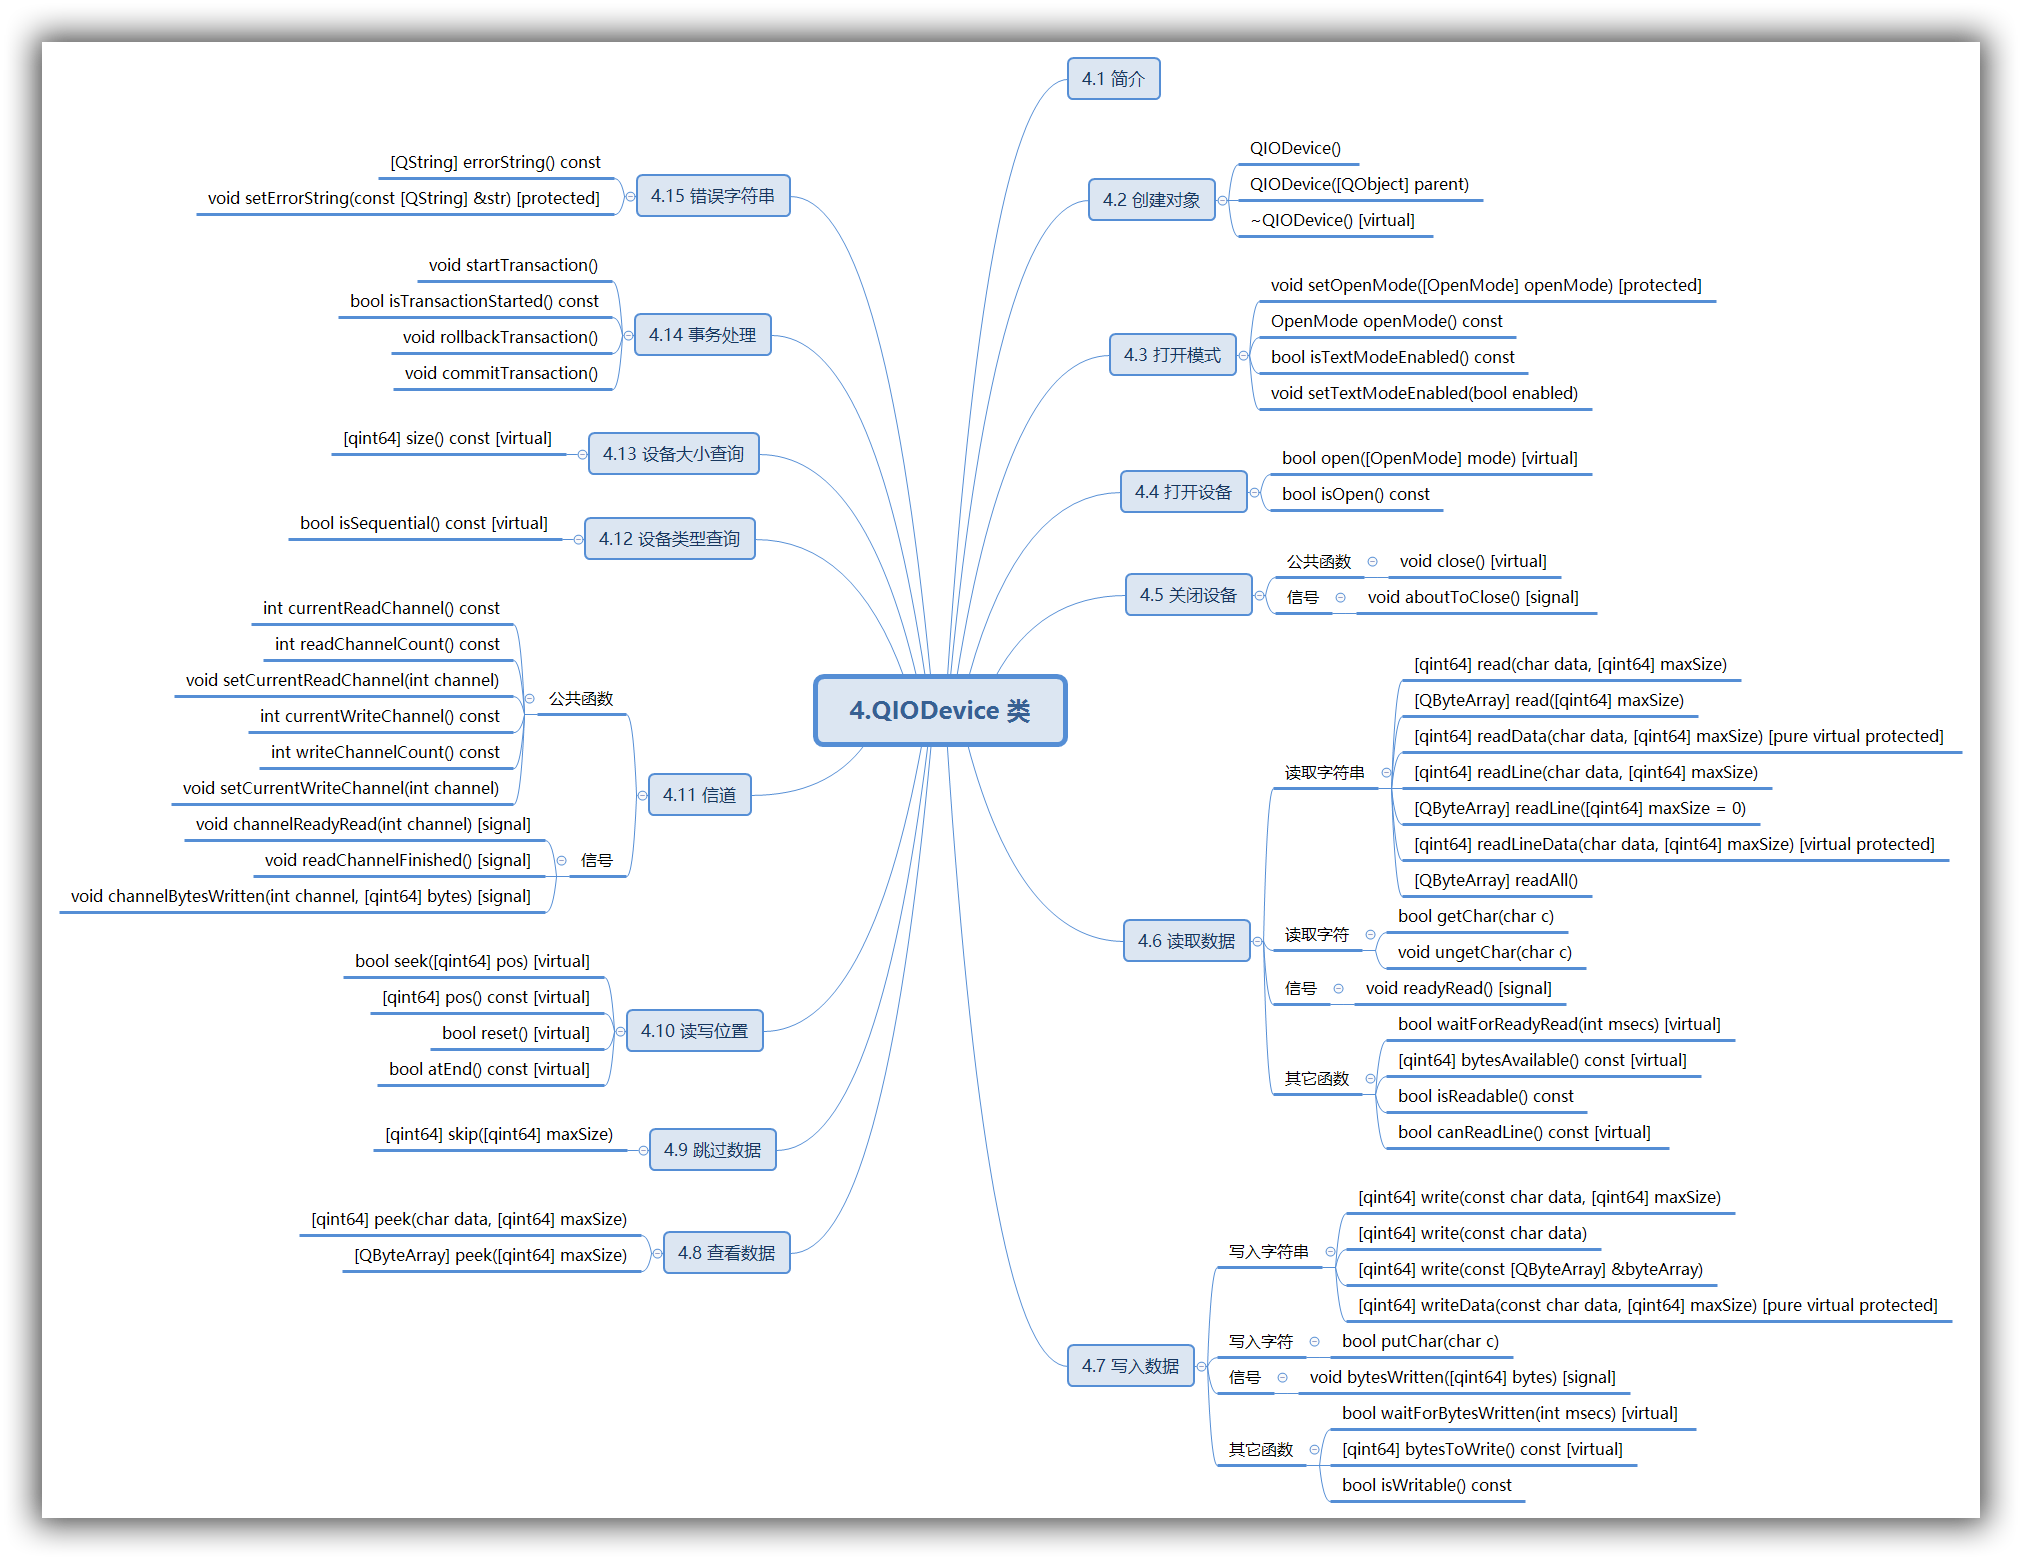 4.QIODevice 类
4.1 简介
4.2 创建对象
QIODevice()
QIODevice([QObject] parent)
~QIODevice() [virtual]
4.3 打开模式
void setOpenMode([OpenMode] openMode) [protected]
OpenMode openMode() const
bool isTextModeEnabled() const
void setTextModeEnabled(bool enabled)
4.4 打开设备
bool open([OpenMode] mode) [virtual]
bool isOpen() const
4.5 关闭设备
公共函数
void close() [virtual]
信号
void aboutToClose() [signal]
4.6 读取数据
读取字符串
[qint64] read(char data, [qint64] maxSize)
[QByteArray] read([qint64] maxSize)
[qint64] readData(char data, [qint64] maxSize) [pure virtual protected]
[qint64] readLine(char data, [qint64] maxSize)
[QByteArray] readLine([qint64] maxSize = 0)
[qint64] readLineData(char data, [qint64] maxSize) [virtual protected]
[QByteArray] readAll()
读取字符
bool getChar(char c)
void ungetChar(char c)
信号
void readyRead() [signal]
其它函数
bool waitForReadyRead(int msecs) [virtual]
[qint64] bytesAvailable() const [virtual]
bool isReadable() const
bool canReadLine() const [virtual]
4.7 写入数据
写入字符串
[qint64] write(const char data, [qint64] maxSize)
[qint64] write(const char data)
[qint64] write(const [QByteArray] &byteArray)
[qint64] writeData(const char data, [qint64] maxSize) [pure virtual protected]
写入字符
bool putChar(char c)
信号
void bytesWritten([qint64] bytes) [signal]
其它函数
bool waitForBytesWritten(int msecs) [virtual]
[qint64] bytesToWrite() const [virtual]
bool isWritable() const
4.8 查看数据
[qint64] peek(char data, [qint64] maxSize)
[QByteArray] peek([qint64] maxSize)
4.9 跳过数据
[qint64] skip([qint64] maxSize)
4.10 读写位置
bool seek([qint64] pos) [virtual]
[qint64] pos() const [virtual]
bool reset() [virtual]
bool atEnd() const [virtual]
4.11 信道
公共函数
int currentReadChannel() const
int readChannelCount() const
void setCurrentReadChannel(int channel)
int currentWriteChannel() const
int writeChannelCount() const
void setCurrentWriteChannel(int channel)
信号
void channelReadyRead(int channel) [signal]
void readChannelFinished() [signal]
void channelBytesWritten(int channel, [qint64] bytes) [signal]
4.12 设备类型查询
bool isSequential() const [virtual]
4.13 设备大小查询
[qint64] size() const [virtual]
4.14 事务处理
void startTransaction()
bool isTransactionStarted() const
void rollbackTransaction()
void commitTransaction()
4.15 错误字符串
[QString] errorString() const
void setErrorString(const [QString] &str) [protected]